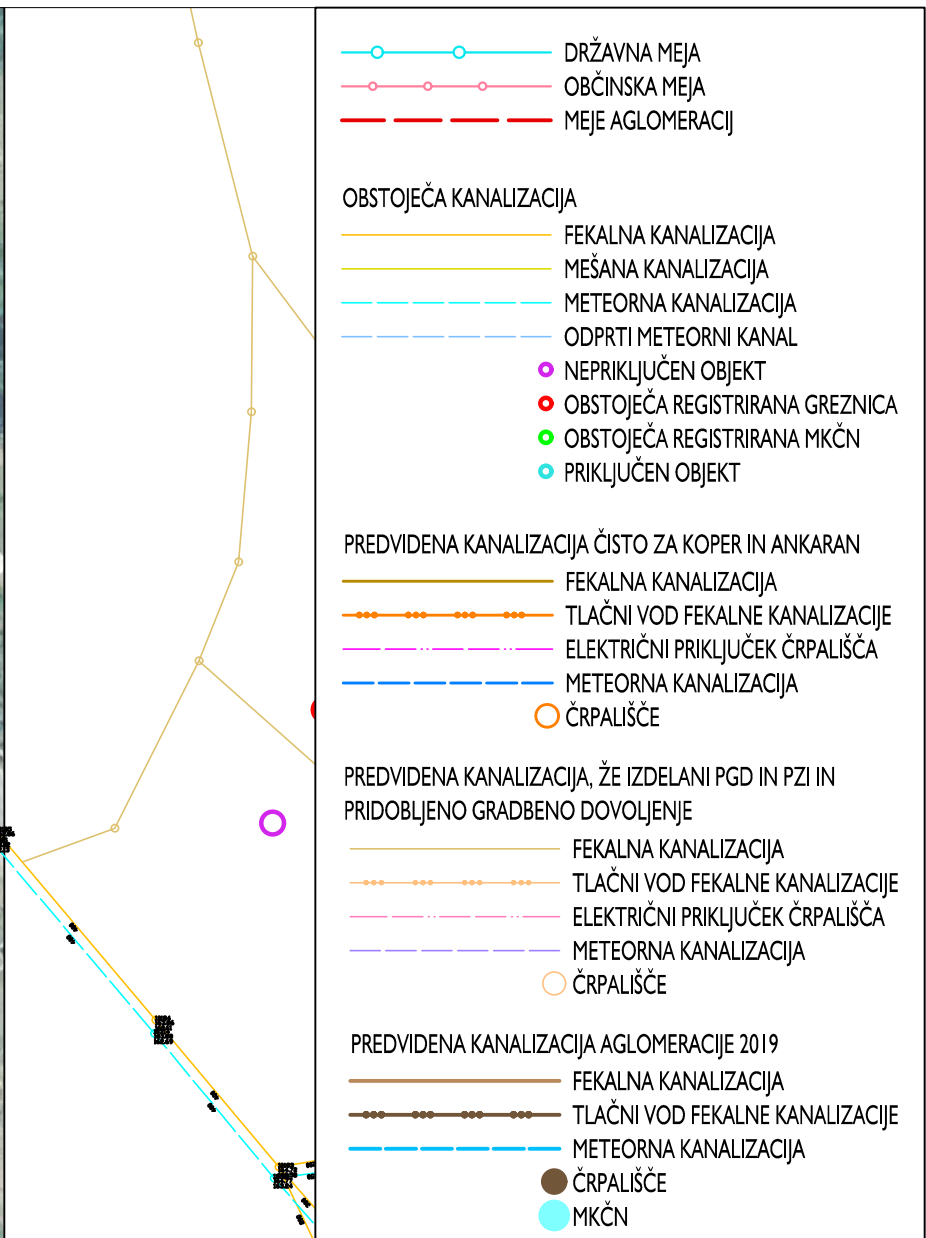 DRŽAVNA MEJA
OBČINSKA MEJA
MEJE AGLOMERACIJ
OBSTOJEČA KANALIZACIJA
FEKALNA KANALIZACIJA
MEŠANA KANALIZACIJA
METEORNA KANALIZACIJA
ODPRTI METEORNI KANAL
NEPRIKLJUČEN OBJEKT
OBSTOJEČA REGISTRIRANA GREZNICA
OBSTOJEČA REGISTRIRANA MKČN
PRIKLJUČEN OBJEKT
PREDVIDENA KANALIZACIJA ČISTO ZA KOPER IN ANKARAN
FEKALNA KANALIZACIJA
TLAČNI VOD FEKALNE KANALIZACIJE
ELEKTRIČNI PRIKLJUČEK ČRPALIŠČA
METEORNA KANALIZACIJA
ČRPALIŠČE
PREDVIDENA KANALIZACIJA, ŽE IZDELANI PGD IN PZI IN
PRIDOBLJENO GRADBENO DOVOLJENJE
FEKALNA KANALIZACIJA
TLAČNI VOD FEKALNE KANALIZACIJE
ELEKTRIČNI PRIKLJUČEK ČRPALIŠČA
METEORNA KANALIZACIJA
ČRPALIŠČE
PREDVIDENA KANALIZACIJA AGLOMERACIJE 2019
FEKALNA KANALIZACIJA
TLAČNI VOD FEKALNE KANALIZACIJE
METEORNA KANALIZACIJA
ČRPALIŠČE
MKČN